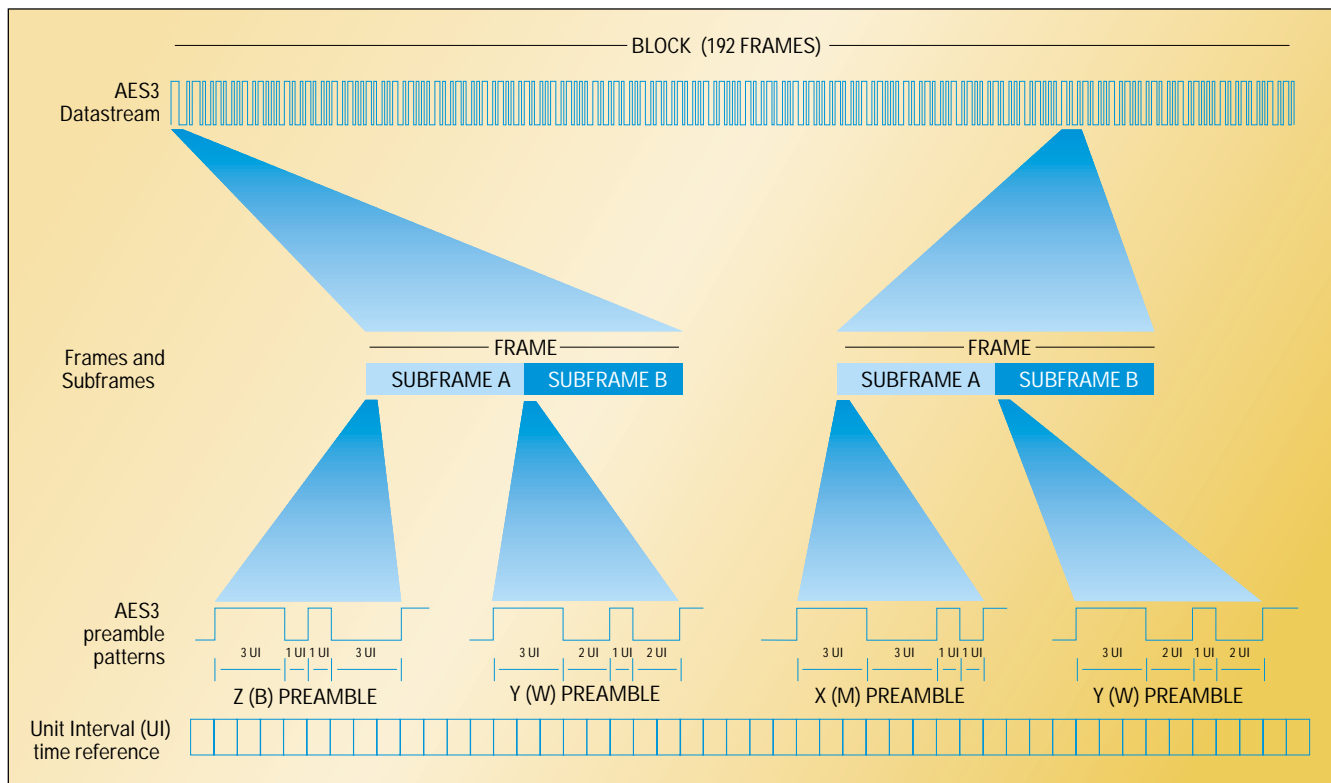 BLOCK (192 FRAMES)
AES3
Datastream
Frames and
Subframes
FRAME
SUBFRAME A SUBFRAME B
FRAME
SUBFRAME A SUBFRAME B
AES3
preamble
patterns
3 UI 1 UI 1 UI 3 UI
Z (B) PREAMBLE
3 UI 2 UI 1 UI 2 UI
Y (W) PREAMBLE
3 UI 3 UI 1 UI 1 UI
X (M) PREAMBLE
3 UI 2 UI 1 UI 2 UI
Y (W) PREAMBLE
Unit Interval (UI)
time reference